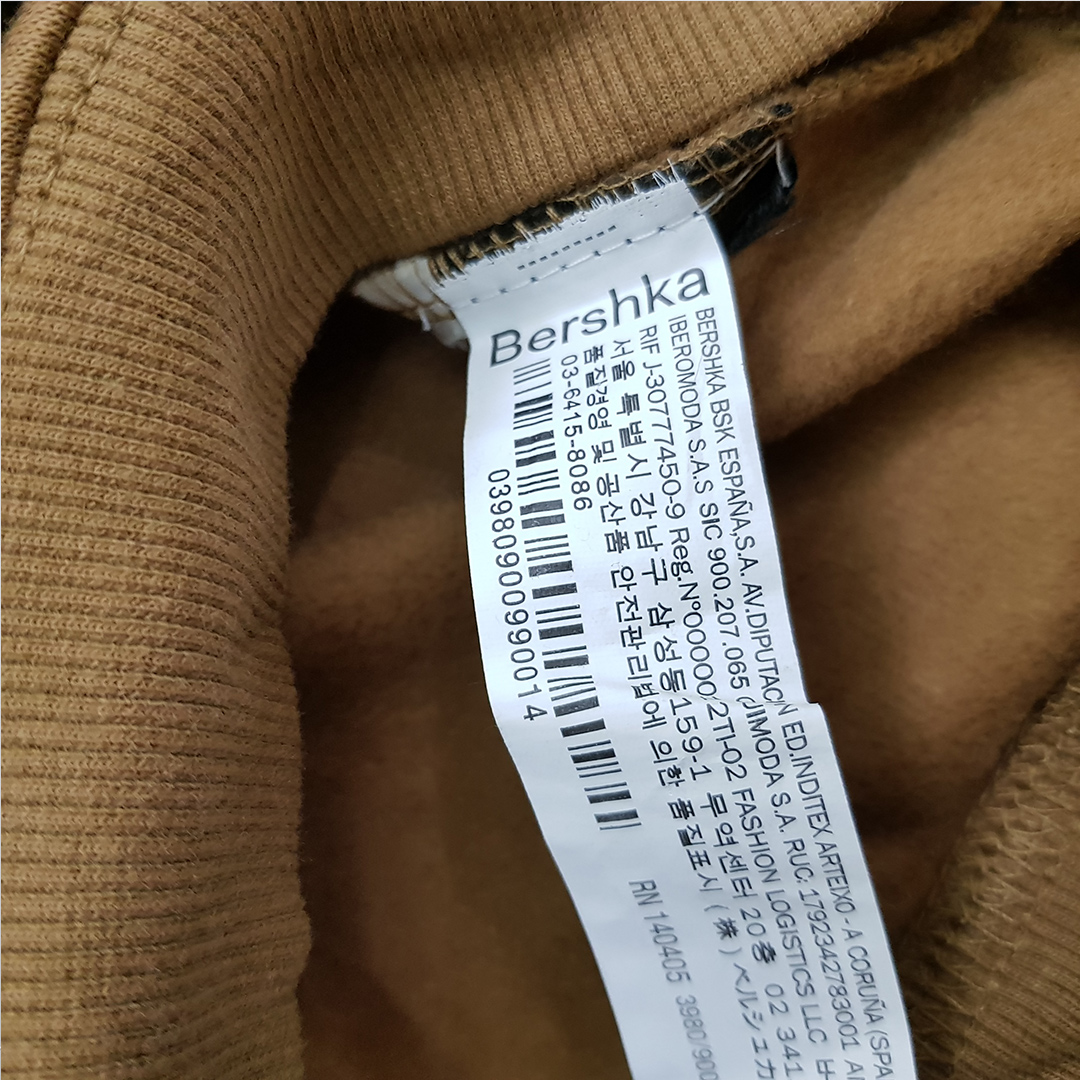 Bershka
BERSHKA BSK ESPAÑA,S.A. AV.DIPUTACN ED.INDITEX ARTEIXO - A CORUÑA (SPA
IBEROMODA S.A.S SIC 900.207.065 JIMODA S.A. RUC: 1792342783001
RIF J-30777450-9 Reg.Nº00000/2TI-02 FASHION LOGISTICS LLC
서울 특별시 강남구 삼성동159-1 무역센터 20층 02 341
품질경영 및 공산품 안전관리법에 의한 품질표시 (株) ベルシュカ
03-6415-8086
03980900990014
RN 140405 3980/900